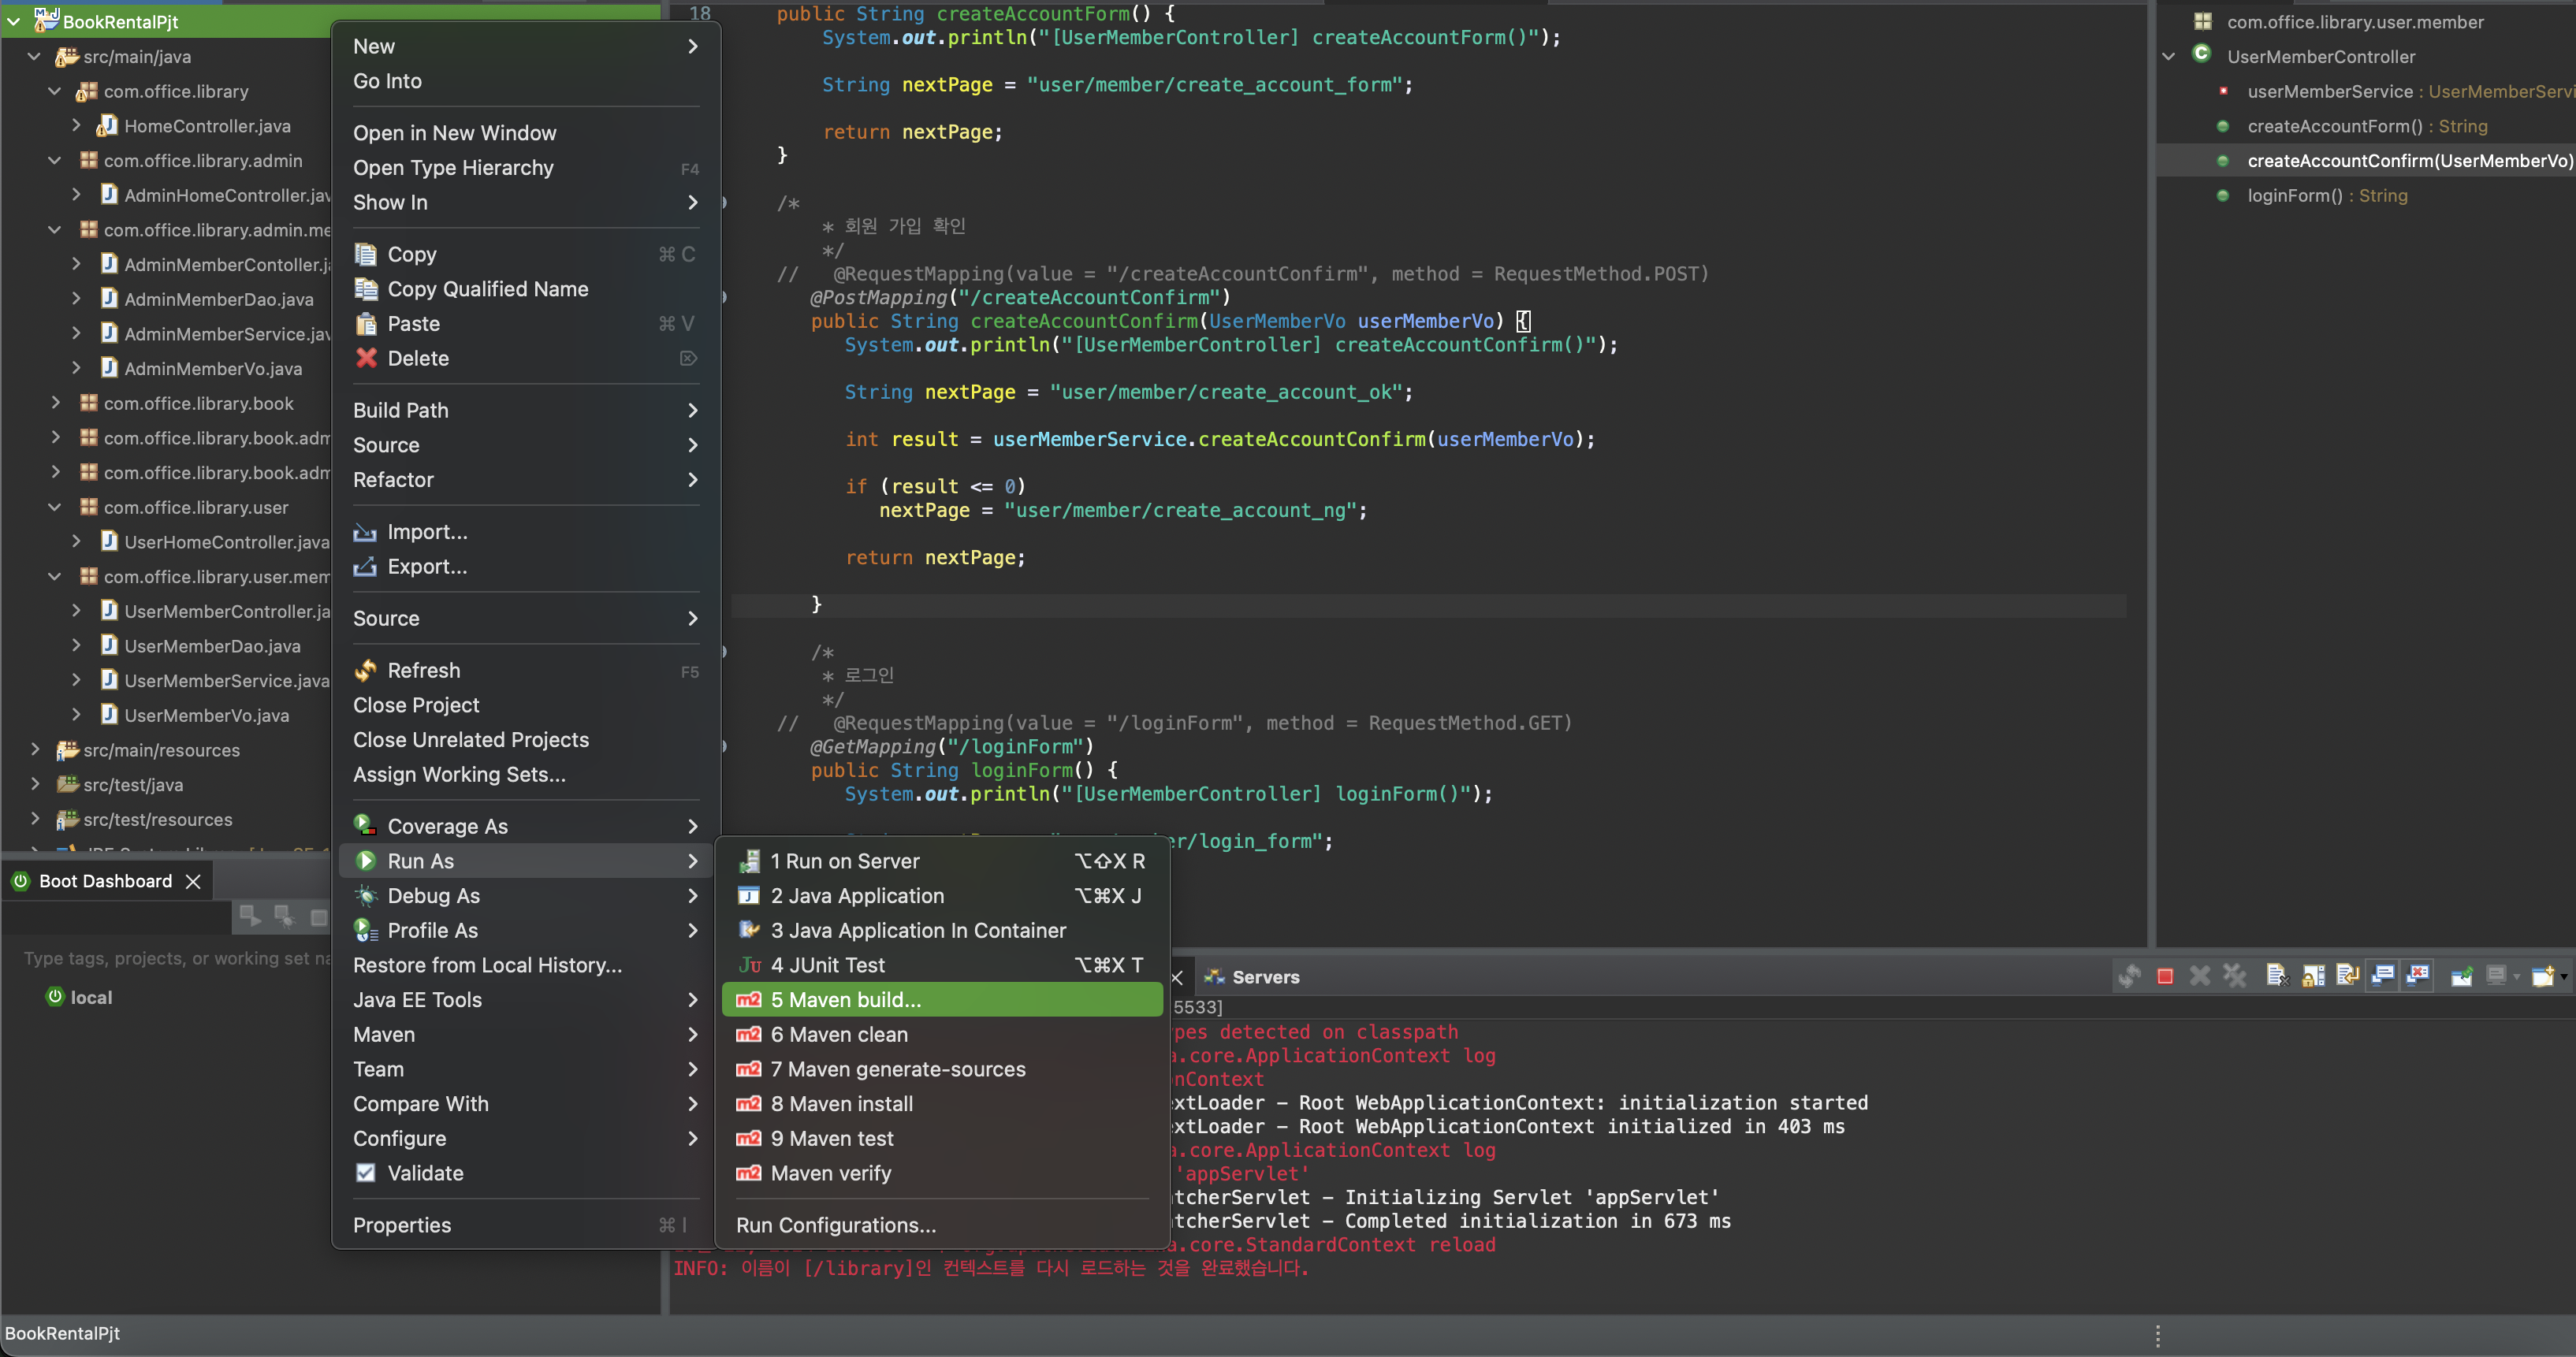 BookRentalPjt
src/main/java
com.office.library
HomeController.java
com.office.library.admin
AdminHomeController.jav
com.office.library.admin.me
AdminMemberContoller.j
AdminMemberDao.java
AdminMemberService.jav
AdminMemberVo.java
com.office.library.book
com.office.library.book.adm
com.office.library.book.adm
com.office.library.user
UserHomeController.java
com.office.library.user.mem
UserMemberController.ja
UserMemberDao.java
UserMemberService.java
UserMemberVo.java
src/main/resources
src/test/java
src/test/resources
Boot Dashboard
Type tags, projects, or working set na
local
New
Go Into
Open in New Window
Open Type Hierarchy F4
Show In
Copy ⌘ C
Copy Qualified Name
Paste ⌘ V
Delete ⌦
Build Path
Source
Refactor
Import...
Export...
Source
Refresh F5
Close Project
Close Unrelated Projects
Assign Working Sets...
Coverage As
Run As
Debug As
Profile As
Restore from Local History...
Java EE Tools
Maven
Team
Compare With
Configure
Validate
Properties ⌘ I
1 Run on Server ⌥⇧X R
2 Java Application ⌥⌘X J
3 Java Application In Container
4 JUnit Test ⌥⌘X T
5 Maven build...
6 Maven clean
7 Maven generate-sources
8 Maven install
9 Maven test
Maven verify
Run Configurations...
18 public String createAccountForm() {
System.out.println("[UserMemberController] createAccountForm()");
String nextPage = "user/member/create_account_form";
return nextPage;
}
/*
* 회원 가입 확인
*/
// @RequestMapping(value = "/createAccountConfirm", method = RequestMethod.POST)
@PostMapping("/createAccountConfirm")
public String createAccountConfirm(UserMemberVo userMemberVo) {
System.out.println("[UserMemberController] createAccountConfirm()");
String nextPage = "user/member/create_account_ok";
int result = userMemberService.createAccountConfirm(userMemberVo);
if (result <= 0)
nextPage = "user/member/create_account_ng";
return nextPage;
}
/*
* 로그인
*/
// @RequestMapping(value = "/loginForm", method = RequestMethod.GET)
@GetMapping("/loginForm")
public String loginForm() {
System.out.println("[UserMemberController] loginForm()");
er/login_form";
com.office.library.user.member
UserMemberController
userMemberService : UserMemberServi
createAccountForm() : String
createAccountConfirm(UserMemberVo)
loginForm() : String
Servers
5533]
pes detected on classpath
a.core.ApplicationContext log
nContext
extLoader - Root WebApplicationContext: initialization started
extLoader - Root WebApplicationContext initialized in 403 ms
a.core.ApplicationContext log
'appServlet'
tcherServlet - Initializing Servlet 'appServlet'
tcherServlet - Completed initialization in 673 ms
a.core.StandardContext reload
INFO: 이름이 [/library]인 컨텍스트를 다시 로드하는 것을 완료했습니다.
BookRentalPjt